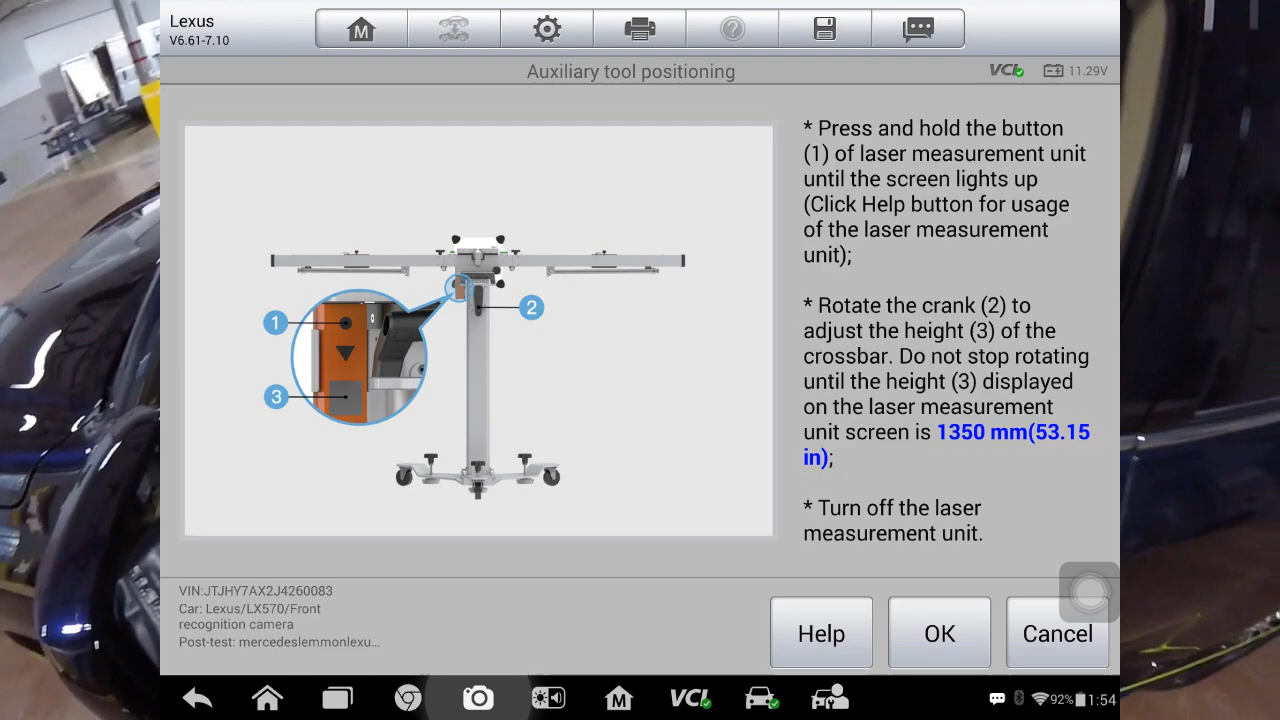 Lexus
V6.61-7.10
M
?
Auxiliary tool positioning
VCI
11.29V
* Press and hold the button
(1) of laser measurement unit
until the screen lights up
(Click Help button for usage
of the laser measurement
unit);
* Rotate the crank (2) to
adjust the height (3) of the
crossbar. Do not stop rotating
until the height (3) displayed
on the laser measurement
unit screen is 1350 mm(53.15
in);
* Turn off the laser
measurement unit.
1
2
3
VIN:JTJHY7AX2J4260083
Car: Lexus/LX570/Front
recognition camera
Post-test: mercedeslemmonlexu...
Help
OK
Cancel
M
VCI
92%
1:54